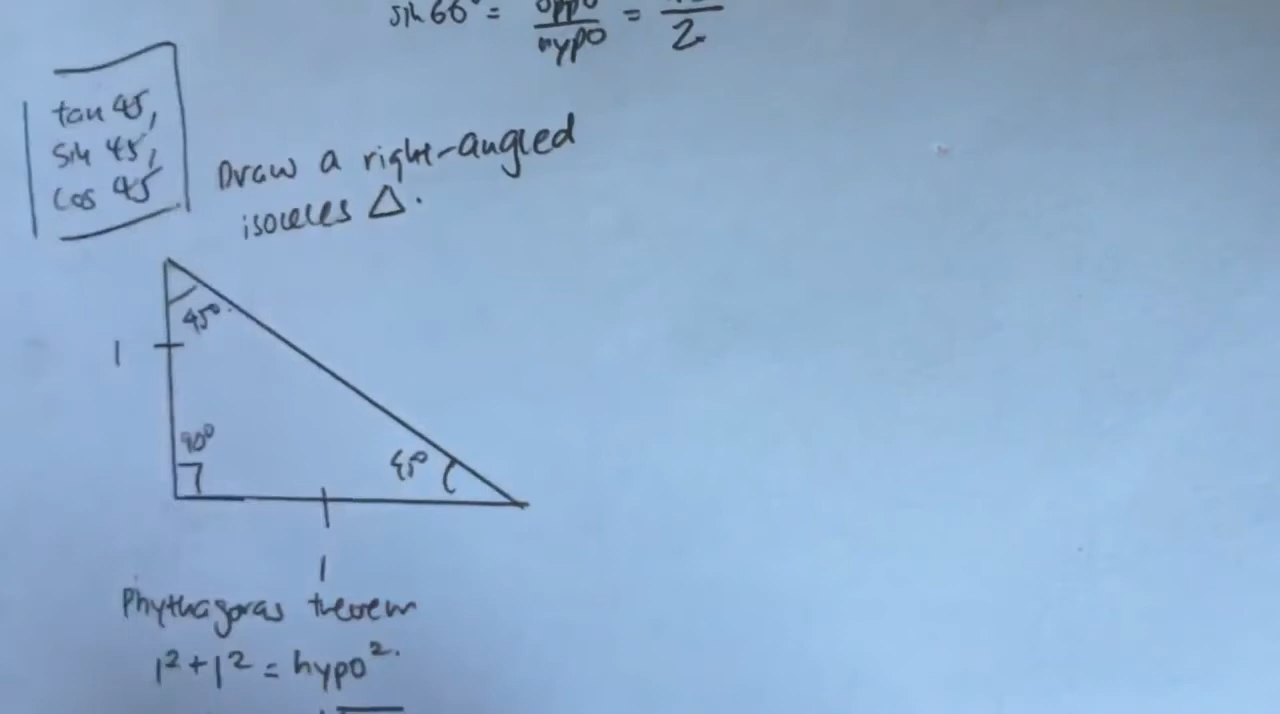 sin 60° = oppo/hypo = /2
tan 45,
sin 45,
cos 45
Draw a right-angled
isoceles △.
45°
1
90°
45°
1
Phythagoras theorem
1² + 1² = hypo².